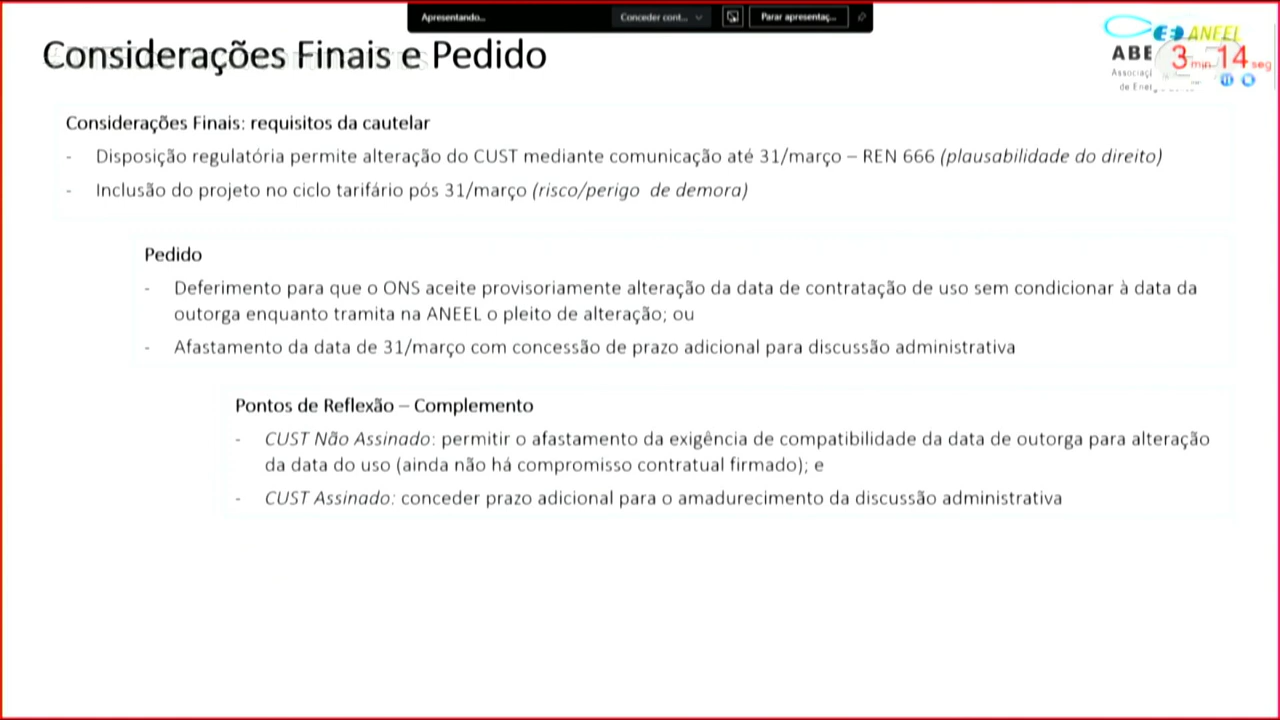 Apresentando...
Conceder cont...
Parar apresentaç...
ANEEL
ABE
3 min 14 seg
Associaçã
de Ener
Considerações Finais e Pedido
Considerações Finais: requisitos da cautelar
- Disposição regulatória permite alteração do CUST mediante comunicação até 31/março – REN 666 (plausabilidade do direito)
- Inclusão do projeto no ciclo tarifário pós 31/março (risco/perigo de demora)
Pedido
- Deferimento para que o ONS aceite provisoriamente alteração da data de contratação de uso sem condicionar à data da
outorga enquanto tramita na ANEEL o pleito de alteração; ou
- Afastamento da data de 31/março com concessão de prazo adicional para discussão administrativa
Pontos de Reflexão – Complemento
- CUST Não Assinado: permitir o afastamento da exigência de compatibilidade da data de outorga para alteração
da data do uso (ainda não há compromisso contratual firmado); e
- CUST Assinado: conceder prazo adicional para o amadurecimento da discussão administrativa